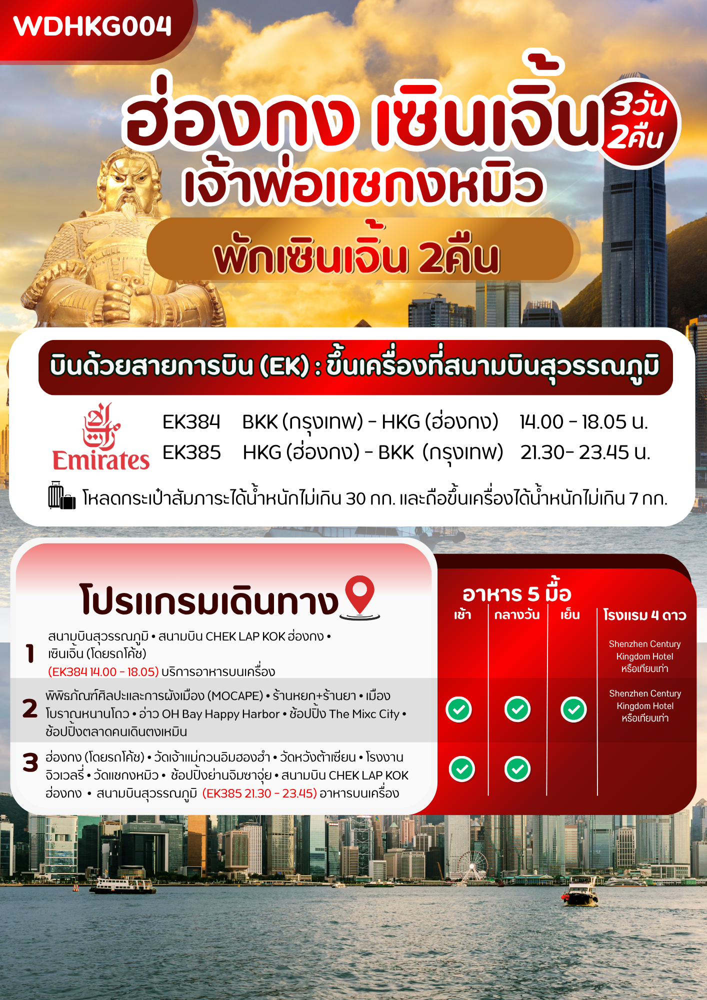 WDHKG004
ฮ่องกง เซินเจิ้น
3วัน
2คืน
เจ้าพ่อแชกงหมิว
พักเซินเจิ้น 2คืน
บินด้วยสายการบิน (EK) : ขึ้นเครื่องที่สนามบินสุวรรณภูมิ
Emirates
EK384 BKK (กรุงเทพ) - HKG (ฮ่องกง) 14.00 - 18.05 น.
EK385 HKG (ฮ่องกง) - BKK (กรุงเทพ) 21.30- 23.45 น.
โหลดกระเป๋าสัมภาระได้น้ำหนักไม่เกิน 30 กก. และถือขึ้นเครื่องได้น้ำหนักไม่เกิน 7 กก.
โปรแกรมเดินทาง
อาหาร 5 มื้อ
เช้า กลางวัน เย็น โรงแรม 4 ดาว
1
สนามบินสุวรรณภูมิ • สนามบิน CHEK LAP KOK ฮ่องกง •
เซินเจิ้น (โดยรถโค้ช)
(EK384 14.00 - 18.05) บริการอาหารบนเครื่อง
Shenzhen Century
Kingdom Hotel
หรือเทียบเท่า
2
พิพิธภัณฑ์ศิลปะและการผังเมือง (MOCAPE) • ร้านหยก+ร้านยา • เมือง
โบราณหนานโถว • อ่าว OH Bay Happy Harbor • ช้อปปิ้ง The Mixc City •
ช้อปปิ้งตลาดคนเดินตงเหมิน
Shenzhen Century
Kingdom Hotel
หรือเทียบเท่า
3
ฮ่องกง (โดยรถโค้ช) • วัดเจ้าแม่กวนอิมฮองฮำ • วัดหวังต้าเซียน • โรงงาน
จิวเวลรี่ • วัดแชกงหมิว • ช้อปปิ้งย่านจิมซาจุ่ย • สนามบิน CHEK LAP KOK
ฮ่องกง • สนามบินสุวรรณภูมิ (EK385 21.30 - 23.45) อาหารบนเครื่อง